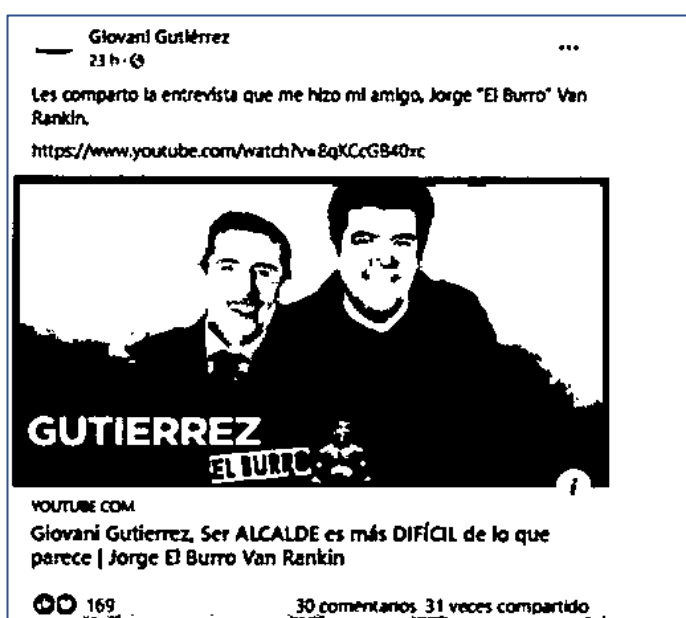 Giovani Gutiérrez
23 h
Les comparto la entrevista que me hizo mi amigo, Jorge "El Burro" Van
Rankin.
https://www.youtube.com/watch?v=8qKCcGB40xc
GUTIERREZ
EL BURRO
YOUTUBE.COM
Giovani Gutierrez, Ser ALCALDE es más DIFÍCIL de lo que
parece | Jorge El Burro Van Rankin
169
30 comentarios 31 veces compartido